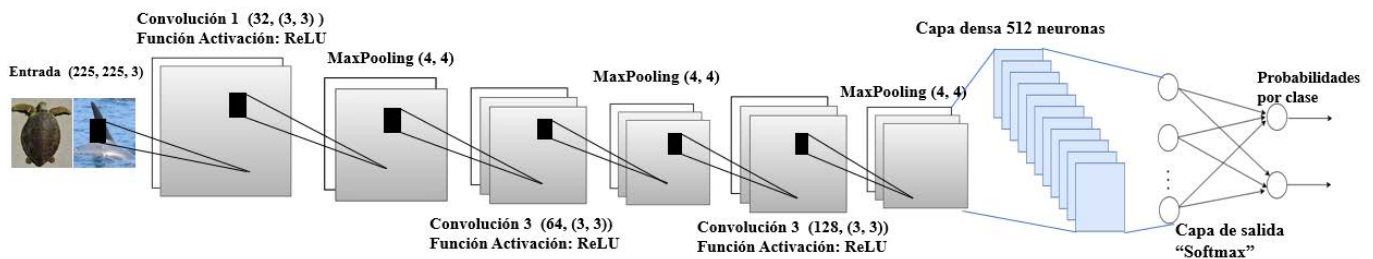 Convolución 1 (32, (3, 3) )
Función Activación: ReLU
Entrada (225, 225, 3)
MaxPooling (4, 4)
Convolución 3 (64, (3, 3))
Función Activación: ReLU
MaxPooling (4, 4)
Convolución 3 (128, (3, 3))
Función Activación: ReLU
MaxPooling (4, 4)
Capa densa 512 neuronas
Probabilidades
por clase
Capa de salida
“Softmax”